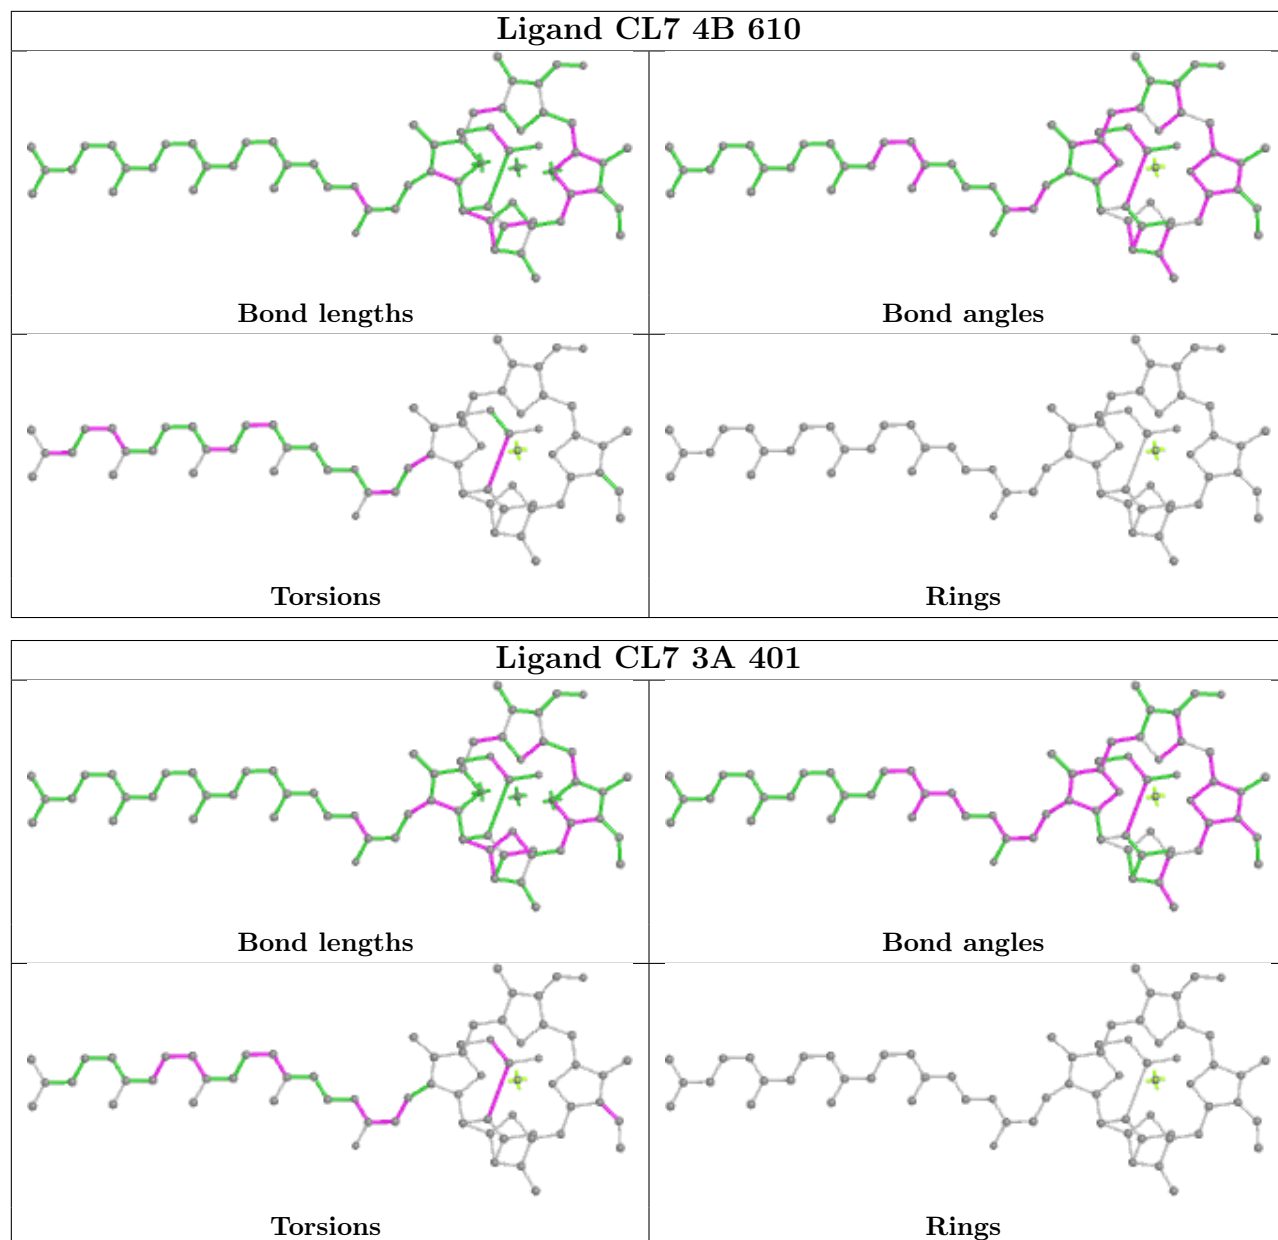 Ligand CL7 4B 610
Bond lengths
Bond angles
Torsions
Rings
Ligand CL7 3A 401
Bond lengths
Bond angles
Torsions
Rings